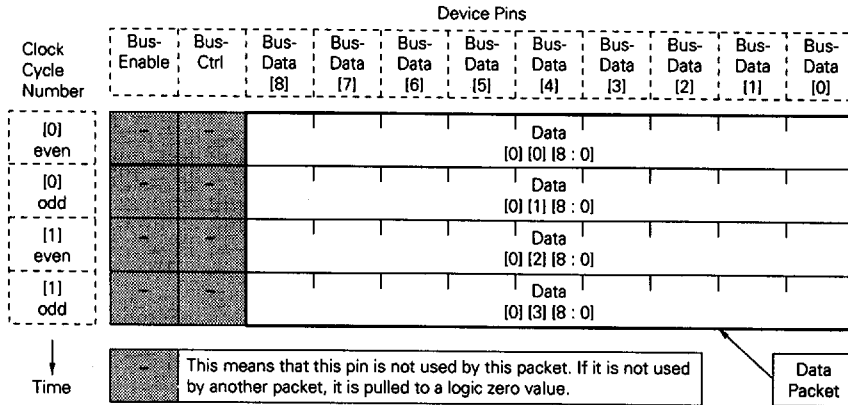 Device Pins
Clock
Cycle
Number
Bus-
Enable
Bus-
Ctrl
Bus-
Data
[8]
Bus-
Data
[7]
Bus-
Data
[6]
Bus-
Data
[5]
Bus-
Data
[4]
Bus-
Data
[3]
Bus-
Data
[2]
Bus-
Data
[1]
Bus-
Data
[0]
[0]
even
- -
Data
[0] [0] [8 : 0]
[0]
odd
- -
Data
[0] [1] [8 : 0]
[1]
even
- -
Data
[0] [2] [8 : 0]
[1]
odd
- -
Data
[0] [3] [8 : 0]
Time
-
This means that this pin is not used by this packet. If it is not used
by another packet, it is pulled to a logic zero value.
Data
Packet